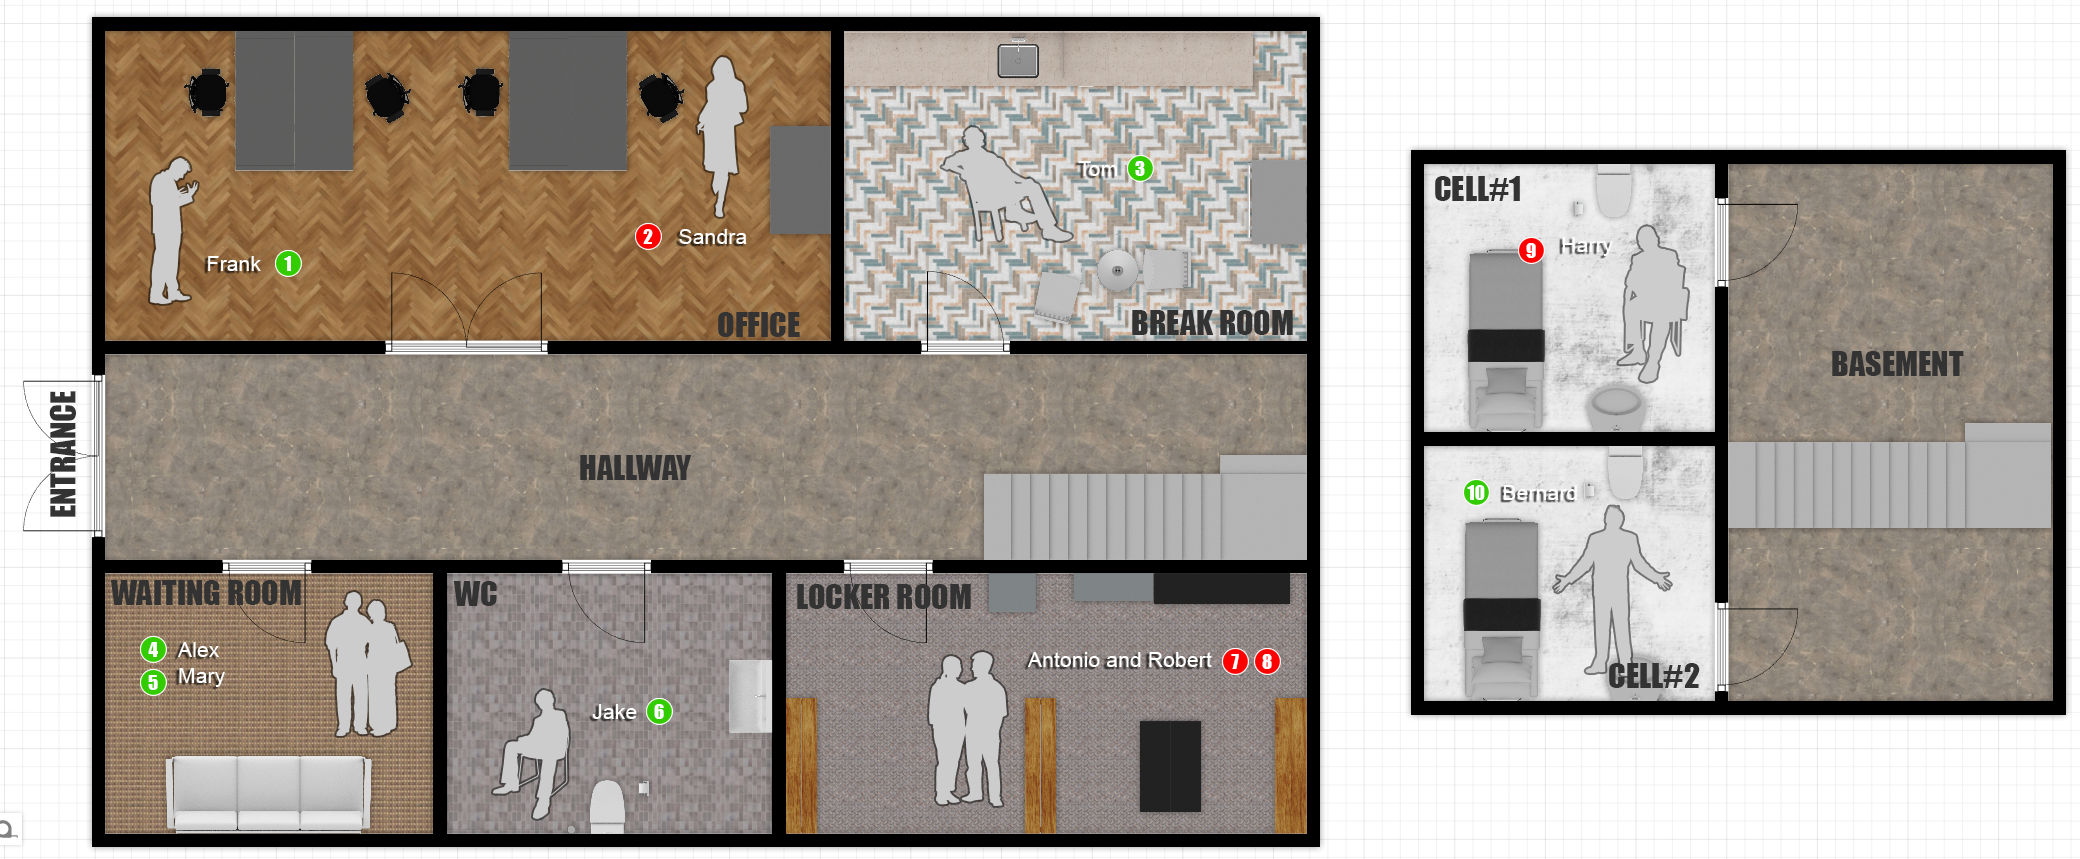 Frank 1
2 Sandra
OFFICE
Tom 3
BREAK ROOM
ENTRANCE
HALLWAY
WAITING ROOM
4 Alex
5 Mary
WC
Jake 6
LOCKER ROOM
Antonio and Robert 7 8
CELL#1
9 Harry
BASEMENT
10 Bernard
CELL#2